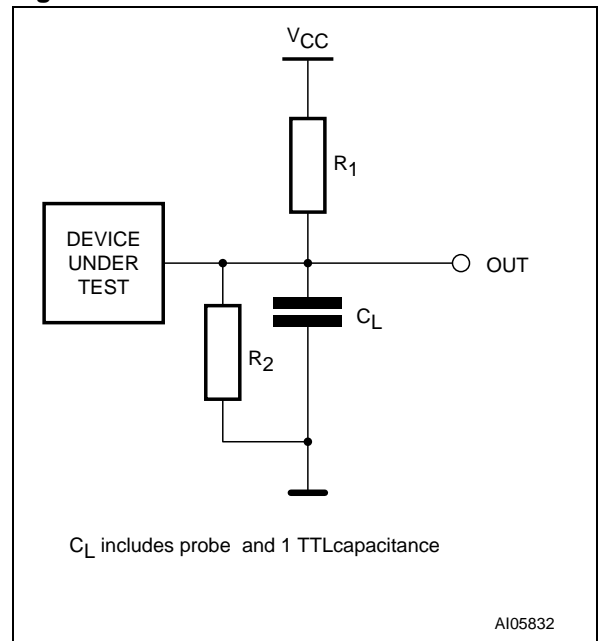 VCC
R1
DEVICE
UNDER
TEST
OUT
CL
R2
CL includes probe and 1 TTLcapacitance
AI05832